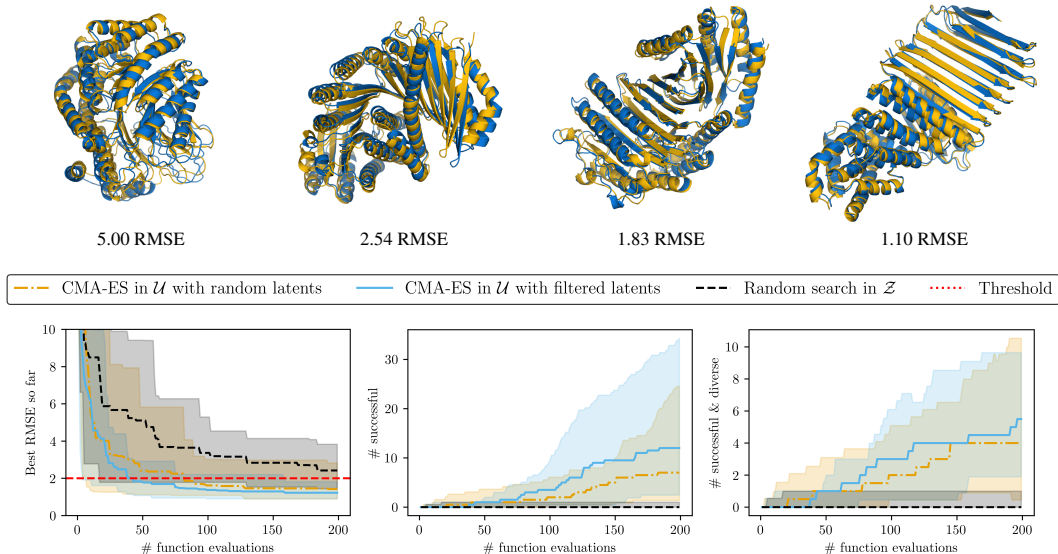 5.00 RMSE
2.54 RMSE
1.83 RMSE
1.10 RMSE
CMA-ES in 𝒰 with random latents
CMA-ES in 𝒰 with filtered latents
Random search in 𝒵
Threshold
Best RMSE so far
10
8
6
4
2
0
0 50 100 150 200
# function evaluations
# successful
30
20
10
0
0 50 100 150 200
# function evaluations
# successful & diverse
10
8
6
4
2
0
0 50 100 150 200
# function evaluations